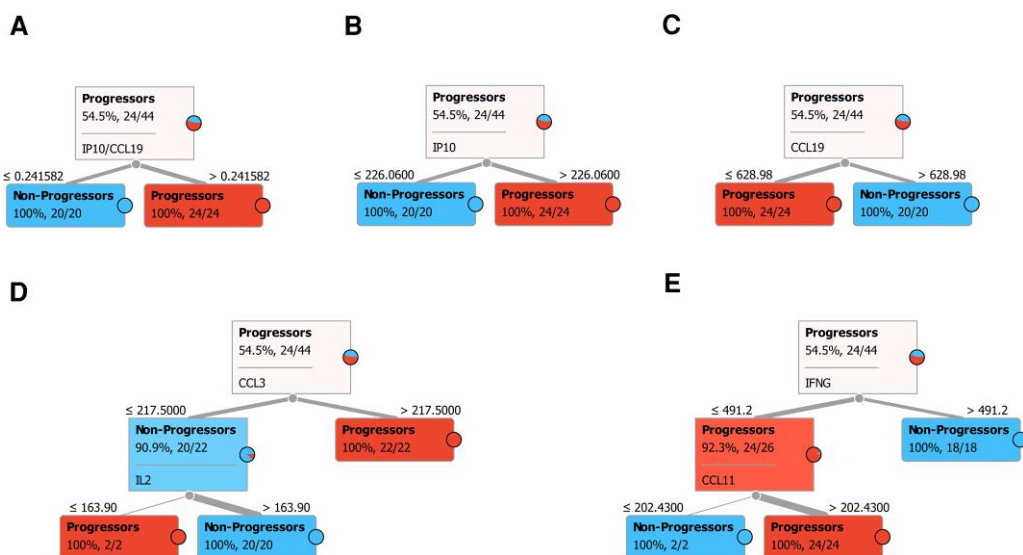 A
B
C
Progressors
54.5%, 24/44
IP10/CCL19
≤ 0.241582
> 0.241582
Non-Progressors
100%, 20/20
Progressors
100%, 24/24
Progressors
54.5%, 24/44
IP10
≤ 226.0600
> 226.0600
Non-Progressors
100%, 20/20
Progressors
100%, 24/24
Progressors
54.5%, 24/44
CCL19
≤ 628.98
> 628.98
Progressors
100%, 24/24
Non-Progressors
100%, 20/20
D
E
Progressors
54.5%, 24/44
CCL3
≤ 217.5000
> 217.5000
Non-Progressors
90.9%, 20/22
IL2
Progressors
100%, 22/22
≤ 163.90
> 163.90
Progressors
100%, 2/2
Non-Progressors
100%, 20/20
Progressors
54.5%, 24/44
IFNG
≤ 491.2
> 491.2
Progressors
92.3%, 24/26
CCL11
Non-Progressors
100%, 18/18
≤ 202.4300
> 202.4300
Non-Progressors
100%, 2/2
Progressors
100%, 24/24